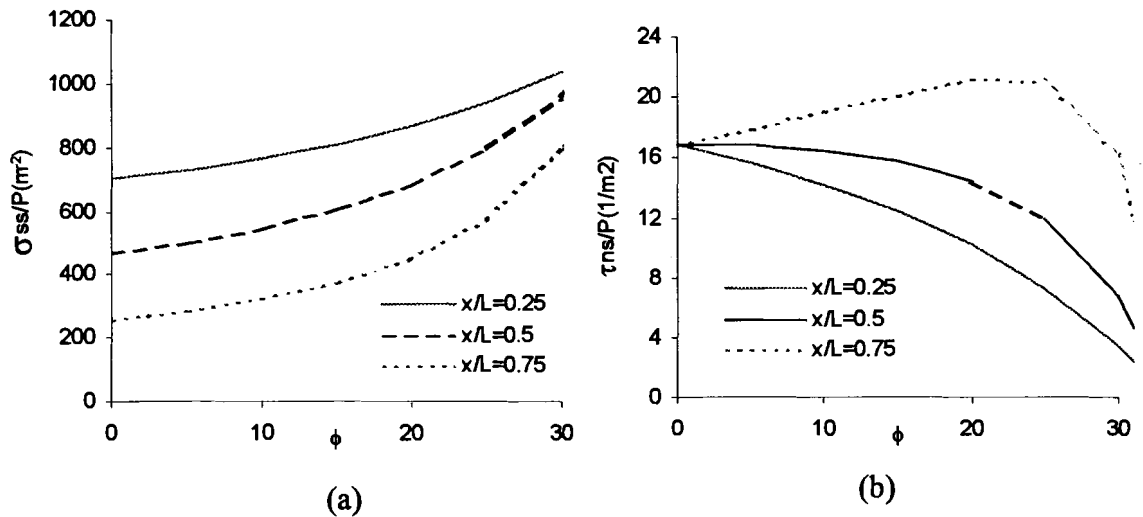 1200
1000
800
600
400
200
0
σss/P(m⁻²)
0 10 20 30
ϕ
x/L=0.25
x/L=0.5
x/L=0.75
(a)
24
20
16
12
8
4
0
τns/P(1/m2)
0 10 20 30
ϕ
x/L=0.25
x/L=0.5
x/L=0.75
(b)